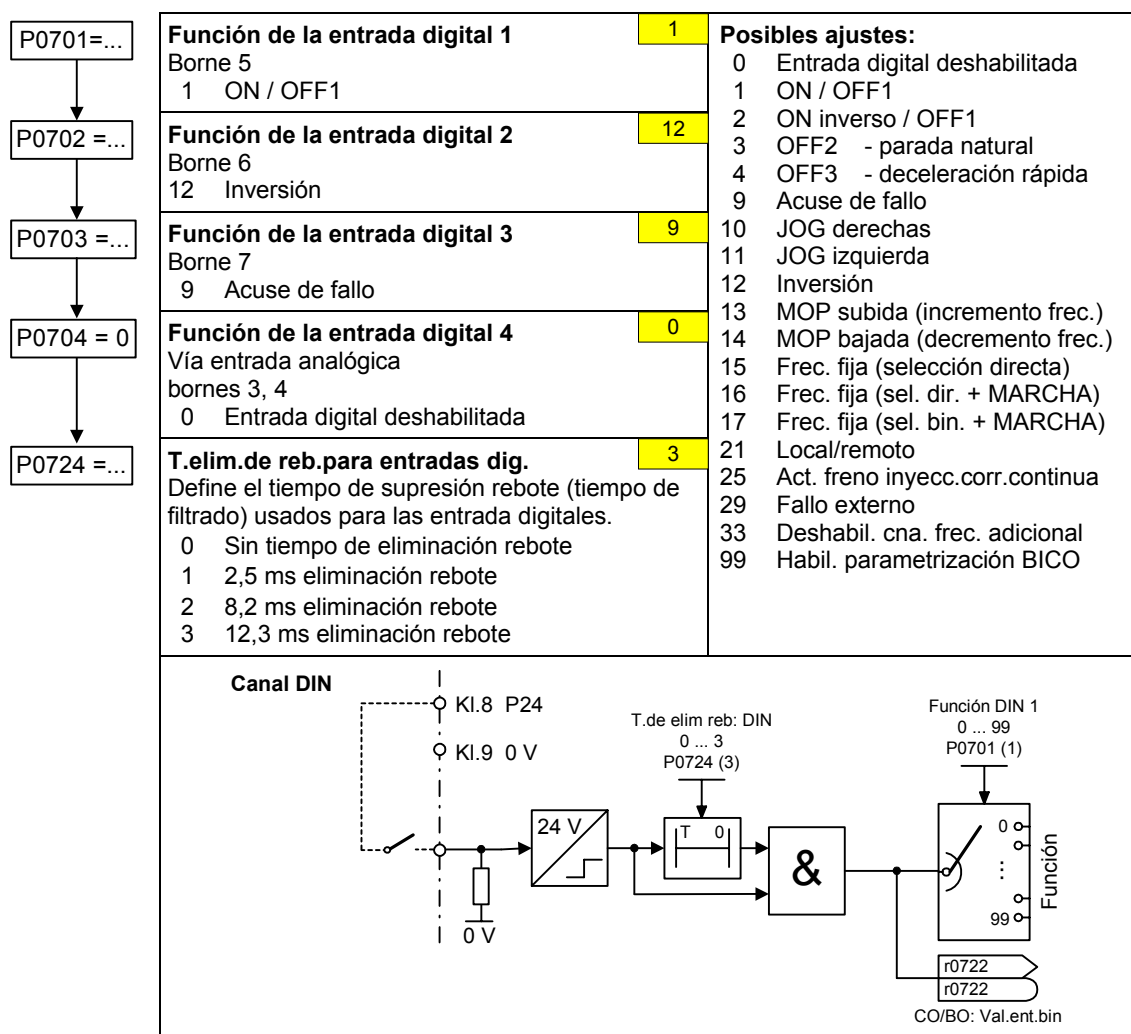 P0701=...
P0702 =...
P0703 =...
P0704 = 0
P0724 =...
Función de la entrada digital 1
1
Borne 5
1 ON / OFF1
Función de la entrada digital 2
12
Borne 6
12 Inversión
Función de la entrada digital 3
9
Borne 7
9 Acuse de fallo
Función de la entrada digital 4
0
Vía entrada analógica
bornes 3, 4
0 Entrada digital deshabilitada
T.elim.de reb.para entradas dig.
3
Define el tiempo de supresión rebote (tiempo de
filtrado) usados para las entrada digitales.
0 Sin tiempo de eliminación rebote
1 2,5 ms eliminación rebote
2 8,2 ms eliminación rebote
3 12,3 ms eliminación rebote
Posibles ajustes:
0 Entrada digital deshabilitada
1 ON / OFF1
2 ON inverso / OFF1
3 OFF2 - parada natural
4 OFF3 - deceleración rápida
9 Acuse de fallo
10 JOG derechas
11 JOG izquierda
12 Inversión
13 MOP subida (incremento frec.)
14 MOP bajada (decremento frec.)
15 Frec. fija (selección directa)
16 Frec. fija (sel. dir. + MARCHA)
17 Frec. fija (sel. bin. + MARCHA)
21 Local/remoto
25 Act. freno inyecc.corr.continua
29 Fallo externo
33 Deshabil. cna. frec. adicional
99 Habil. parametrización BICO
Canal DIN
Kl.8 P24
Kl.9 0 V
0 V
24 V
T.de elim reb: DIN
0 ... 3
P0724 (3)
T 0
&
Función DIN 1
0 ... 99
P0701 (1)
0
⋮
99
Función
r0722
r0722
CO/BO: Val.ent.bin